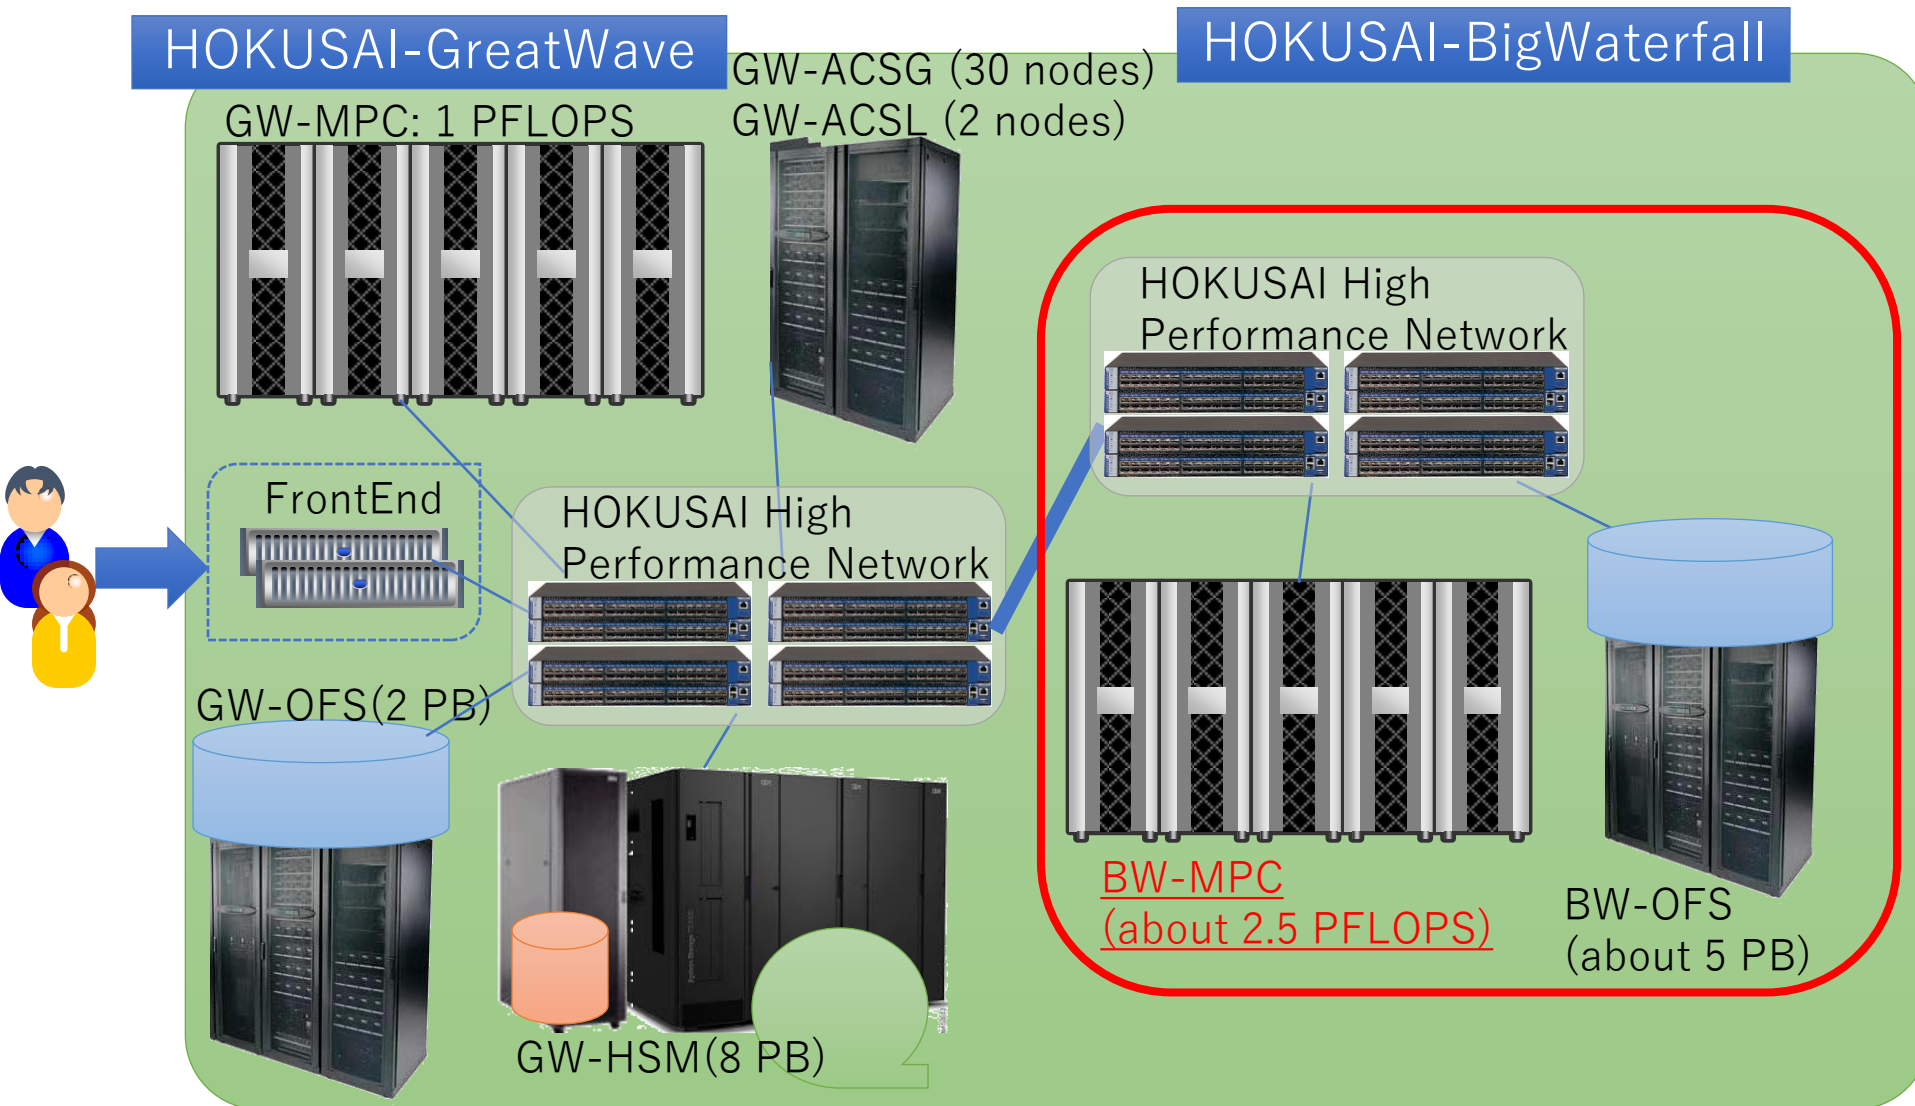 HOKUSAI-GreatWave
HOKUSAI-BigWaterfall
GW-ACSG (30 nodes)
GW-ACSL (2 nodes)
GW-MPC: 1 PFLOPS
HOKUSAI High
Performance Network
FrontEnd
HOKUSAI High
Performance Network
GW-OFS(2 PB)
BW-MPC
(about 2.5 PFLOPS)
BW-OFS
(about 5 PB)
GW-HSM(8 PB)